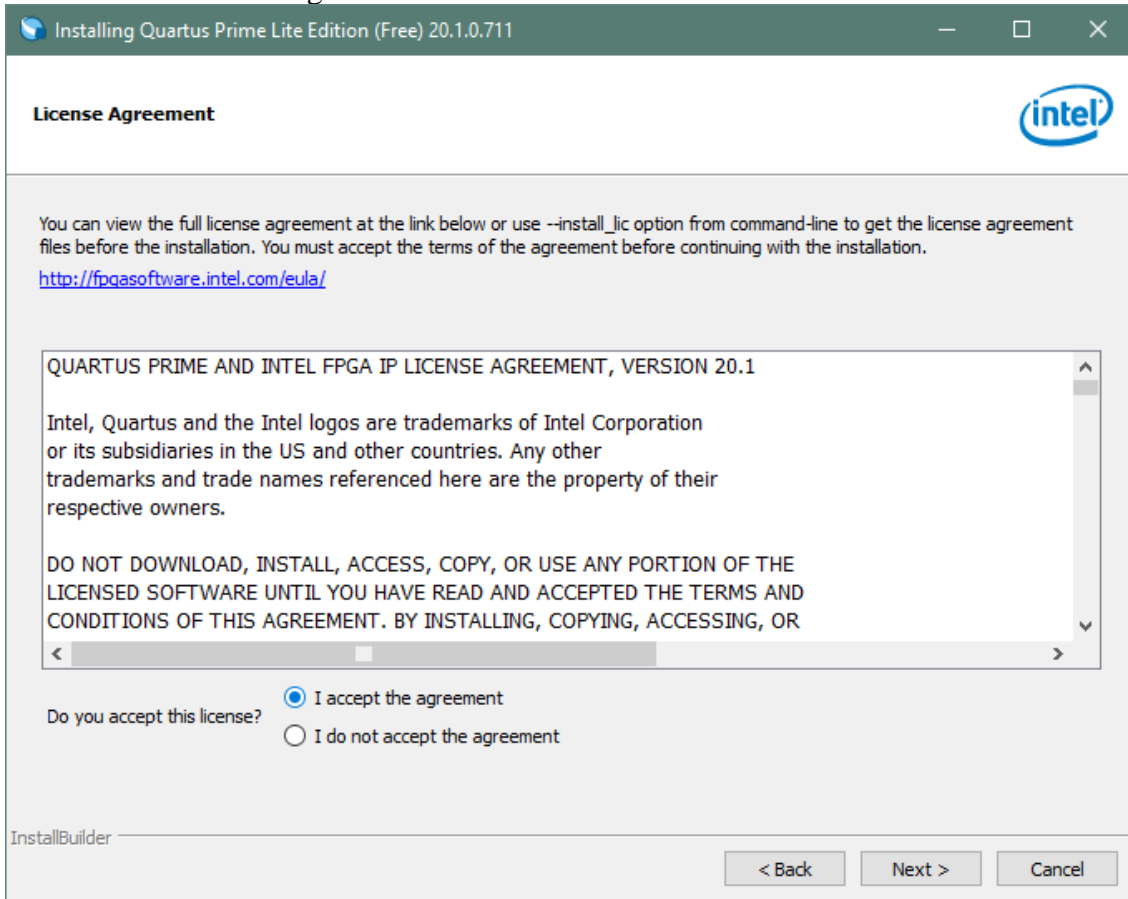 Installing Quartus Prime Lite Edition (Free) 20.1.0.711
License Agreement
intel
You can view the full license agreement at the link below or use --install_lic option from command-line to get the license agreement
files before the installation. You must accept the terms of the agreement before continuing with the installation.
http://fpgasoftware.intel.com/eula/
QUARTUS PRIME AND INTEL FPGA IP LICENSE AGREEMENT, VERSION 20.1
Intel, Quartus and the Intel logos are trademarks of Intel Corporation
or its subsidiaries in the US and other countries. Any other
trademarks and trade names referenced here are the property of their
respective owners.
DO NOT DOWNLOAD, INSTALL, ACCESS, COPY, OR USE ANY PORTION OF THE
LICENSED SOFTWARE UNTIL YOU HAVE READ AND ACCEPTED THE TERMS AND
CONDITIONS OF THIS AGREEMENT. BY INSTALLING, COPYING, ACCESSING, OR
Do you accept this license?
I accept the agreement
I do not accept the agreement
InstallBuilder
< Back Next > Cancel